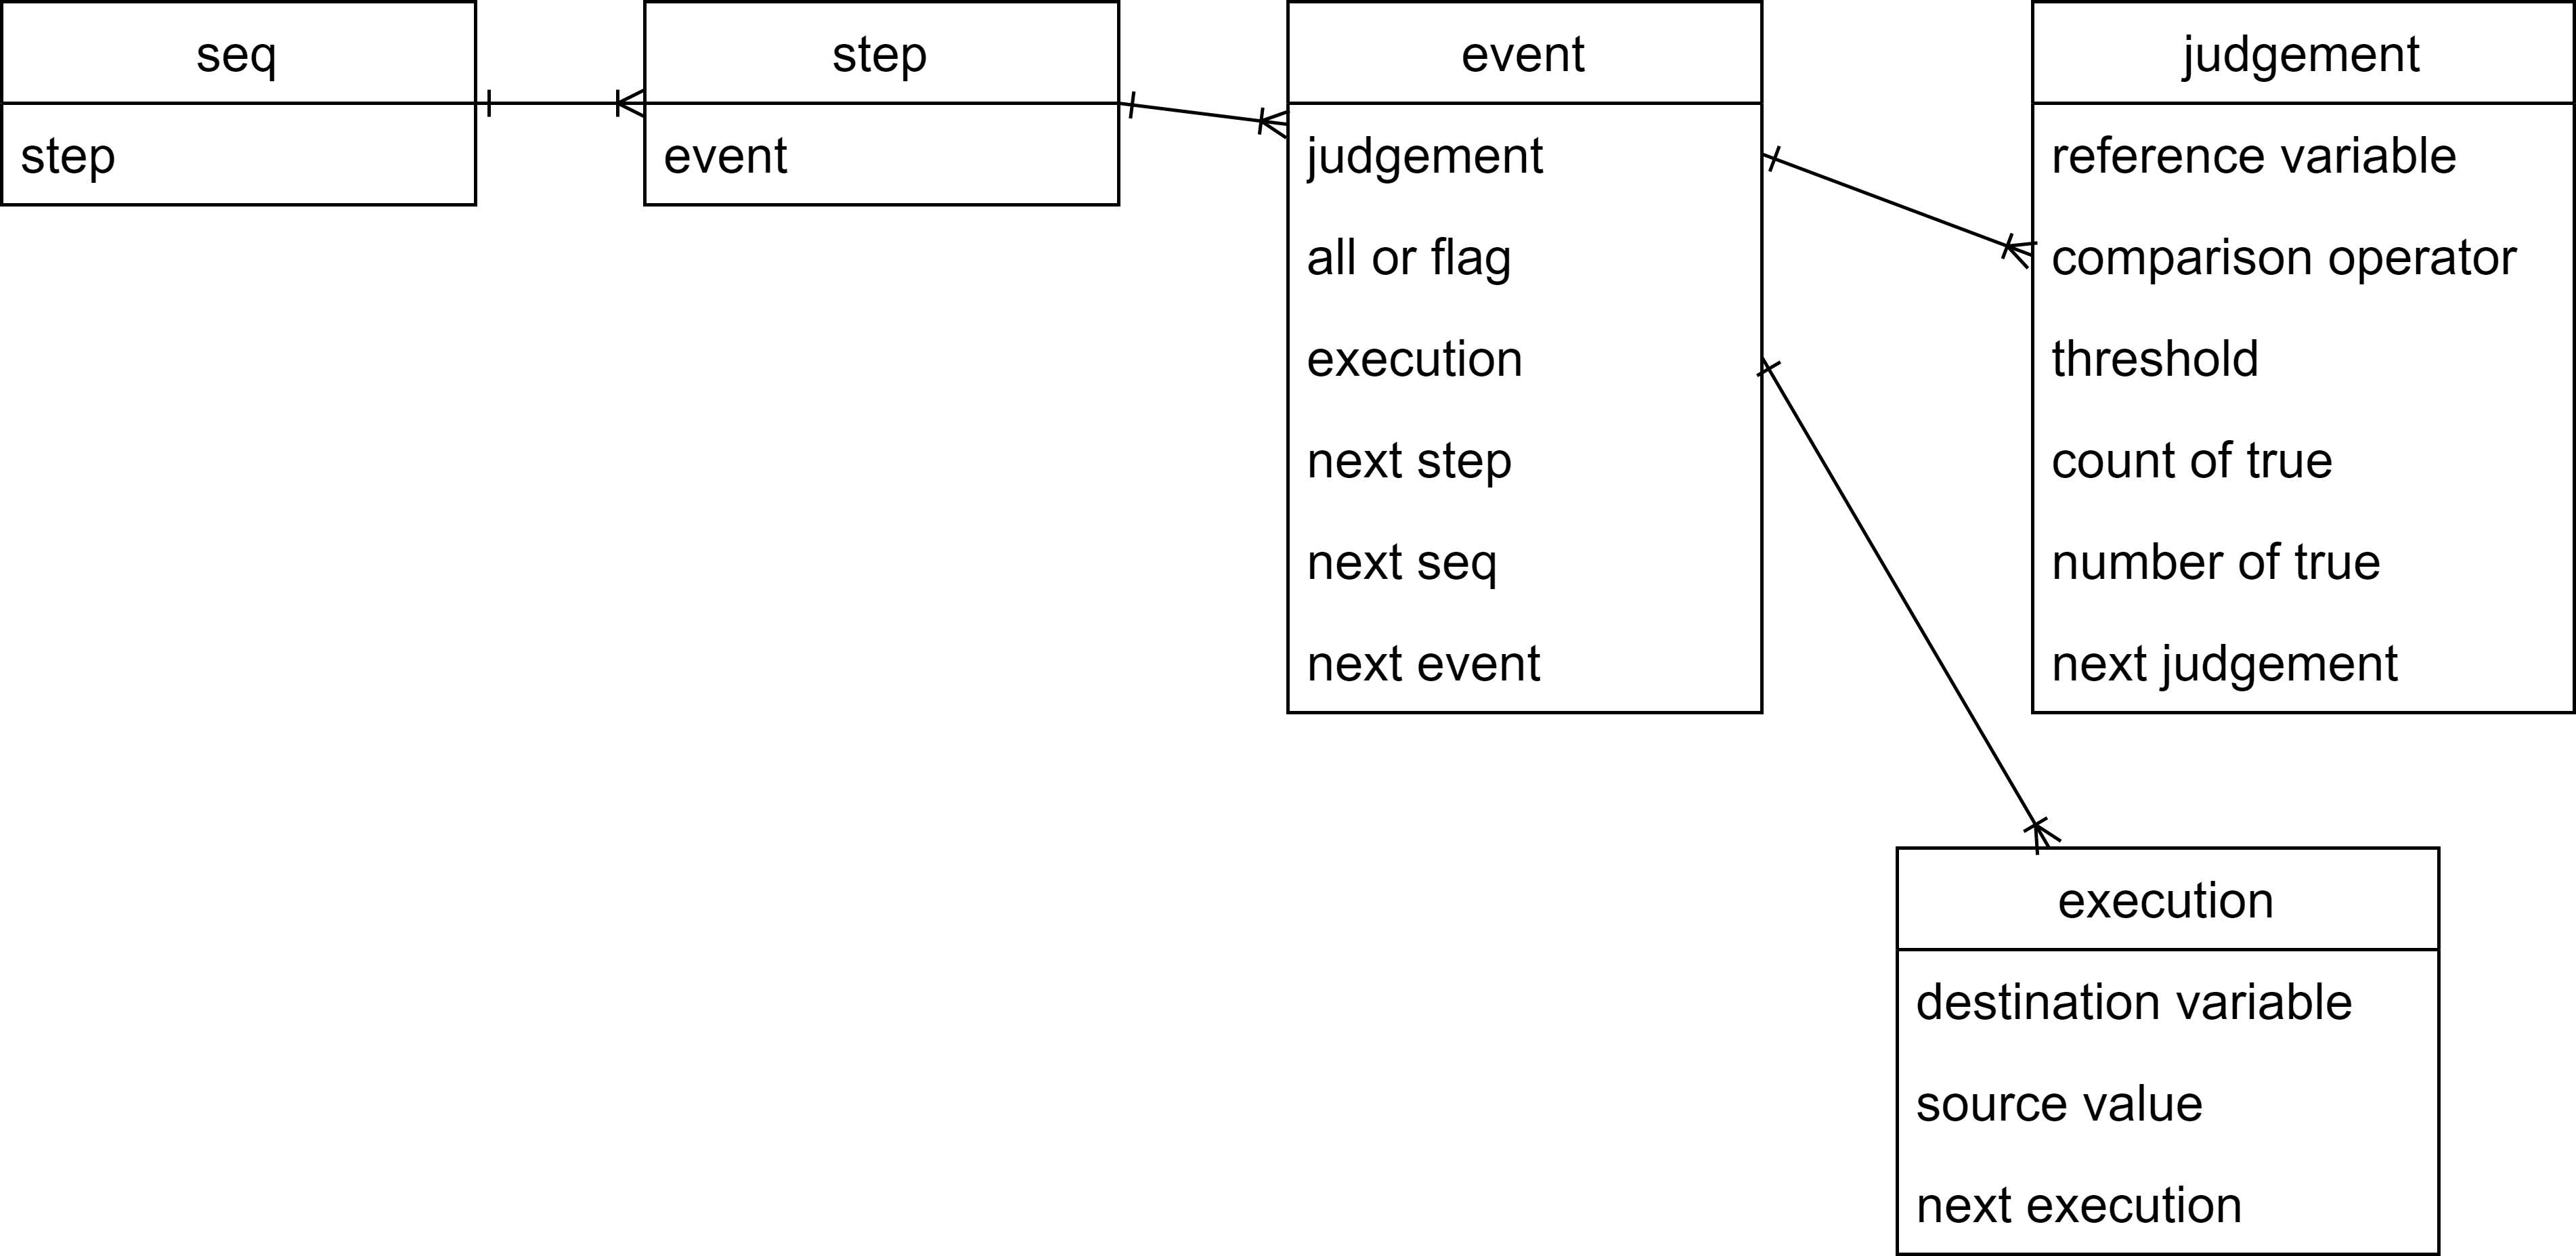 seq
step
step
event
event
judgement
all or flag
execution
next step
next seq
next event
judgement
reference variable
comparison operator
threshold
count of true
number of true
next judgement
execution
destination variable
source value
next execution